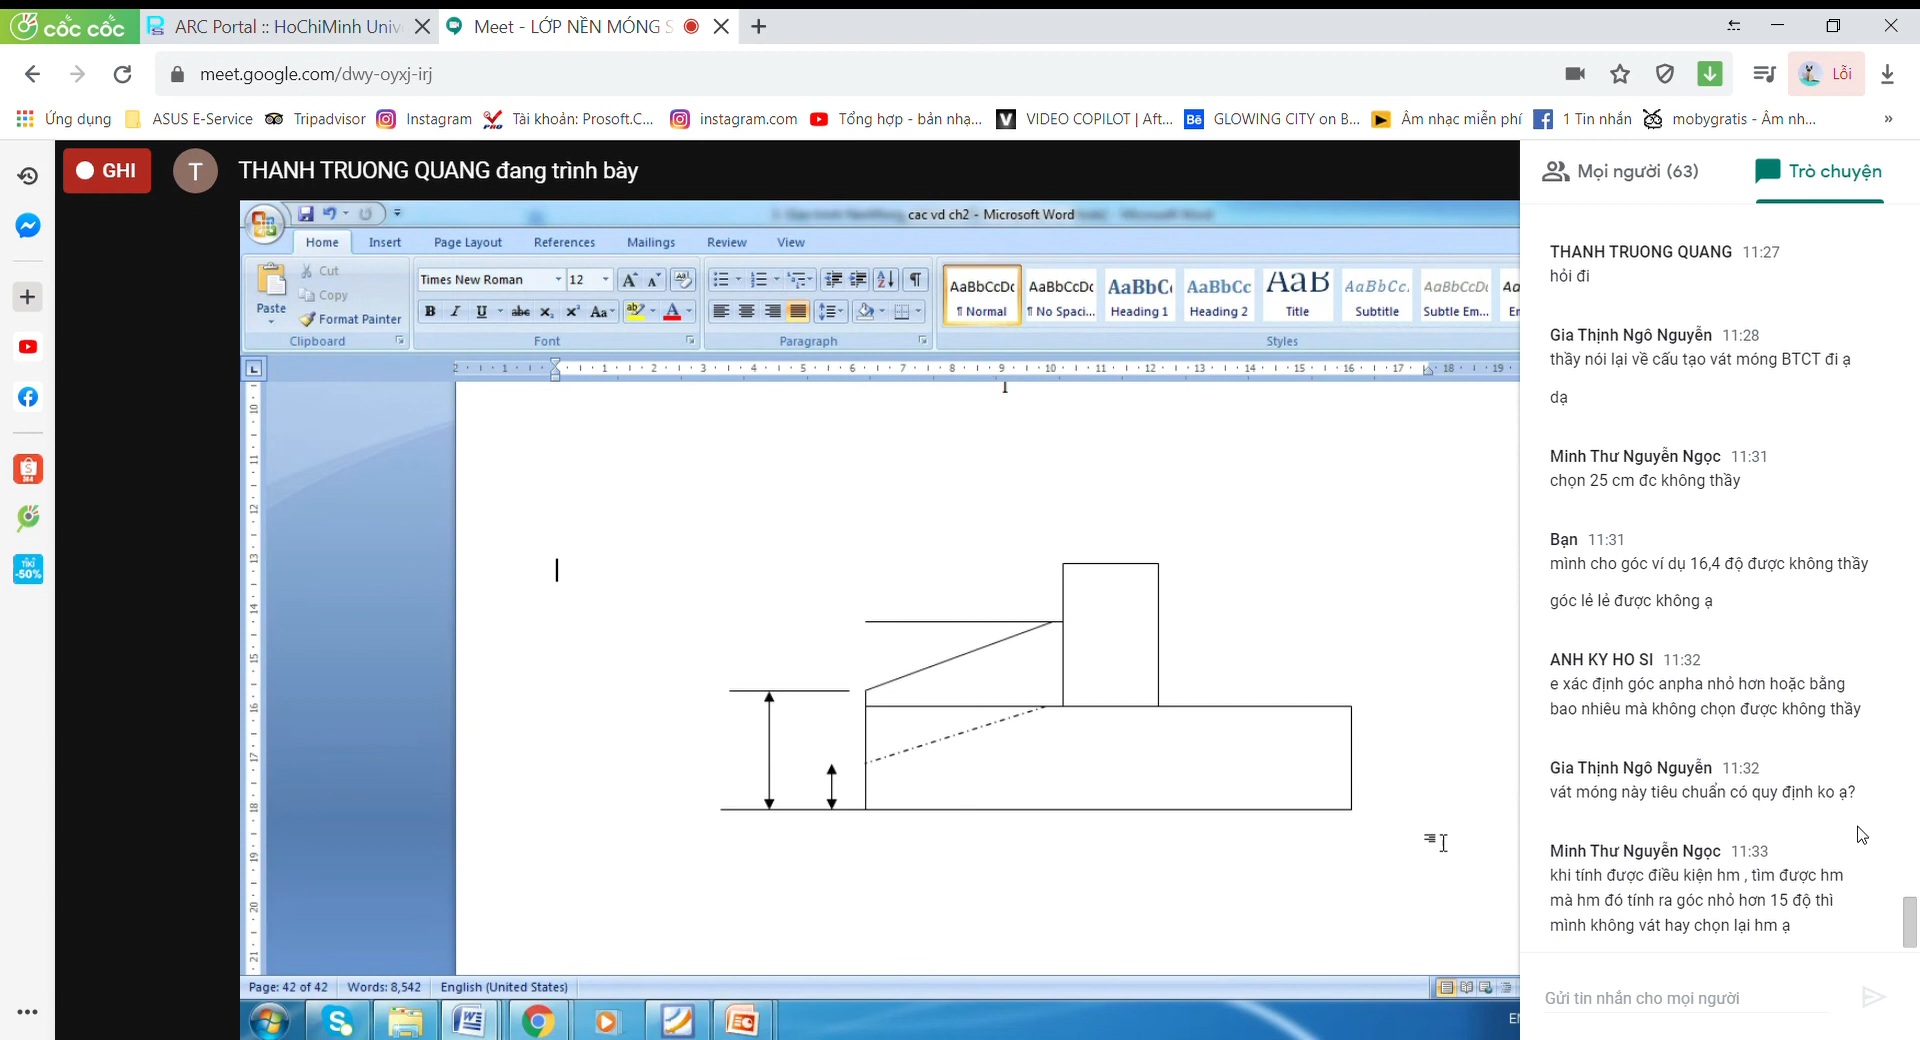 cốc cốc
ARC Portal :: HoChiMinh Univ
Meet - LỚP NỀN MÓNG S
meet.google.com/dwy-oyxj-irj
Lỗi
Ứng dụng
ASUS E-Service
Tripadvisor
Instagram
Tài khoản: Prosoft.C...
instagram.com
Tổng hợp - bản nhạ...
VIDEO COPILOT | Aft...
GLOWING CITY on B...
Âm nhạc miễn phí
1 Tin nhắn
mobygratis - Âm nh...
»
GHI
T
THANH TRUONG QUANG đang trình bày
Mọi người (63)
Trò chuyện
cac vd ch2 - Microsoft Word
Home
Insert
Page Layout
References
Mailings
Review
View
Paste
Cut
Copy
Format Painter
Clipboard
Times New Roman
12
Font
Paragraph
AaBbCcDc
¶ Normal
AaBbCcDc
¶ No Spaci...
AaBbC
Heading 1
AaBbCc
Heading 2
AaB
Title
AaBbCc.
Subtitle
AaBbCcDc
Subtle Em...
Styles
THANH TRUONG QUANG 11:27
hỏi đi
Gia Thịnh Ngô Nguyễn 11:28
thầy nói lại về cấu tạo vát móng BTCT đi ạ
dạ
Minh Thư Nguyễn Ngọc 11:31
chọn 25 cm đc không thầy
Bạn 11:31
mình cho góc ví dụ 16,4 độ được không thầy
góc lẻ lẻ được không ạ
ANH KY HO SI 11:32
e xác định góc anpha nhỏ hơn hoặc bằng
bao nhiêu mà không chọn được không thầy
Gia Thịnh Ngô Nguyễn 11:32
vát móng này tiêu chuẩn có quy định ko ạ?
Minh Thư Nguyễn Ngọc 11:33
khi tính được điều kiện hm , tìm được hm
mà hm đó tính ra góc nhỏ hơn 15 độ thì
mình không vát hay chọn lại hm ạ
Gửi tin nhắn cho mọi người
Page: 42 of 42
Words: 8,542
English (United States)
TIKI
-50%